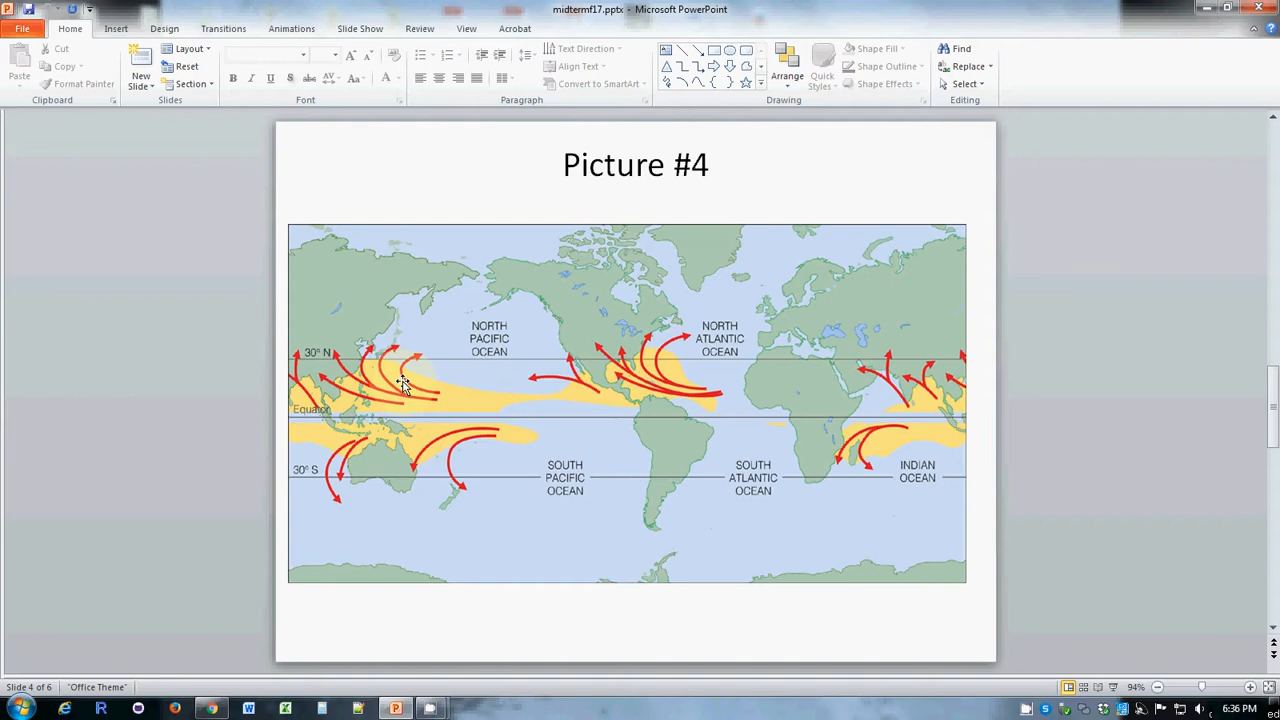 midtermf17.pptx - Microsoft PowerPoint
File Home Insert Design Transitions Animations Slide Show Review View Acrobat
Paste
Cut
Copy
Format Painter
Clipboard
New
Slide
Layout
Reset
Section
Slides
Font
Text Direction
Align Text
Convert to SmartArt
Paragraph
Arrange
Quick
Styles
Shape Fill
Shape Outline
Shape Effects
Drawing
Find
Replace
Select
Editing
Picture #4
NORTH
PACIFIC
OCEAN
NORTH
ATLANTIC
OCEAN
30° N
Equator
30° S
SOUTH
PACIFIC
OCEAN
SOUTH
ATLANTIC
OCEAN
INDIAN
OCEAN
Slide 4 of 6 "Office Theme" 94%
6:36 PM